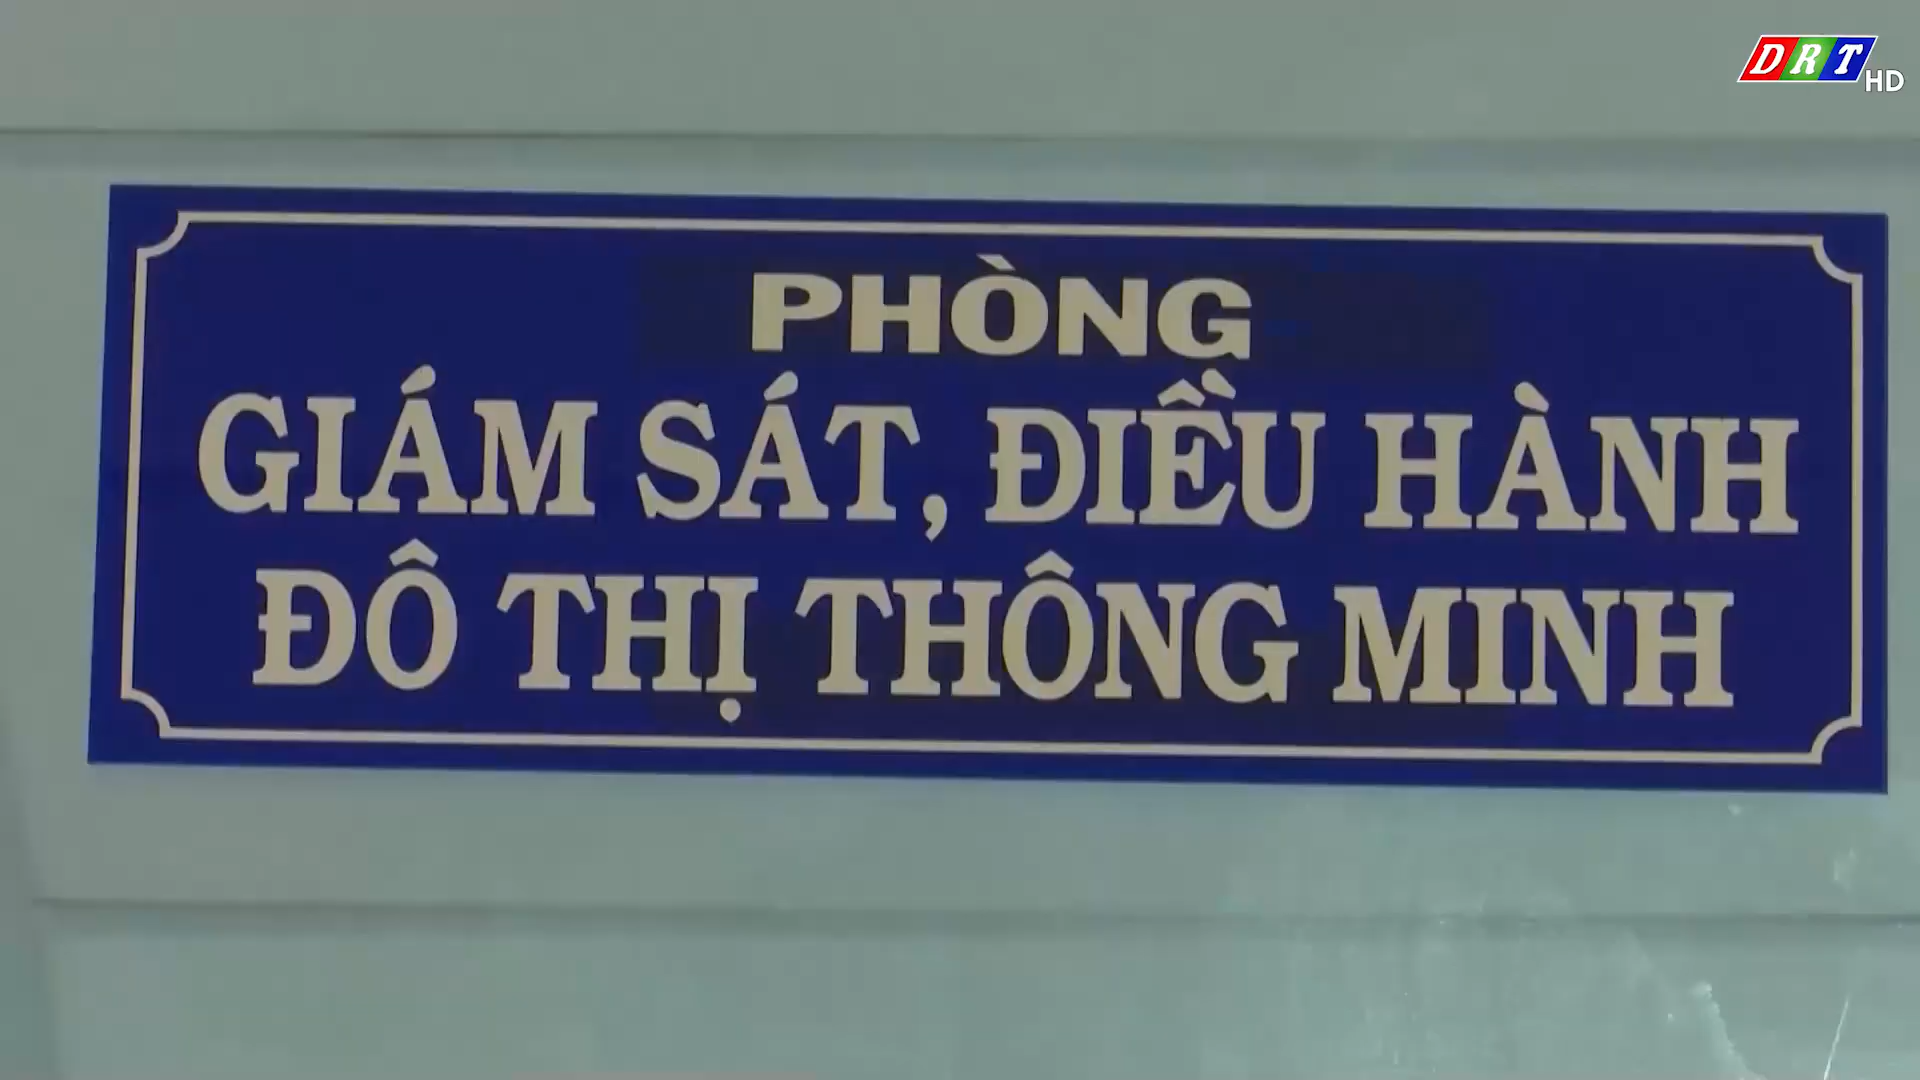 DRT HD
PHÒNG
GIÁM SÁT, ĐIỀU HÀNH
ĐÔ THỊ THÔNG MINH